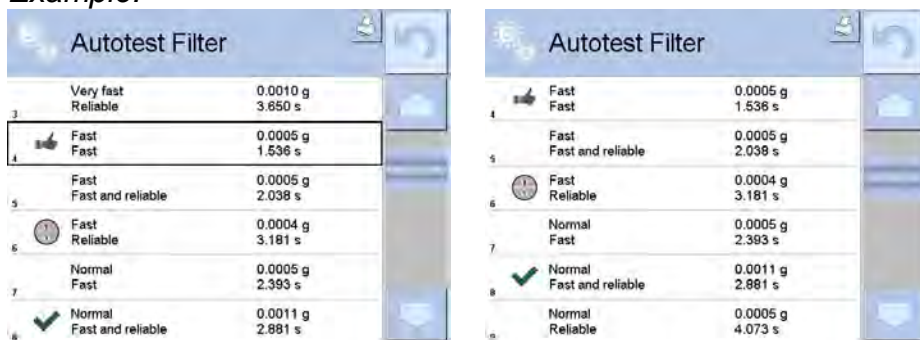 Example:
Autotest Filter
Very fast 0.0010 g
3 Reliable 3.650 s
Fast 0.0005 g
4 Fast 1.536 s
Fast 0.0005 g
5 Fast and reliable 2.038 s
Fast 0.0004 g
6 Reliable 3.181 s
Normal 0.0005 g
7 Fast 2.393 s
Normal 0.0011 g
Fast and reliable 2.881 s
Autotest Filter
Fast 0.0005 g
4 Fast 1.536 s
Fast 0.0005 g
5 Fast and reliable 2.038 s
Fast 0.0004 g
6 Reliable 3.181 s
Normal 0.0005 g
7 Fast 2.393 s
Normal 0.0011 g
8 Fast and reliable 2.881 s
Normal 0.0005 g
Reliable 4.073 s